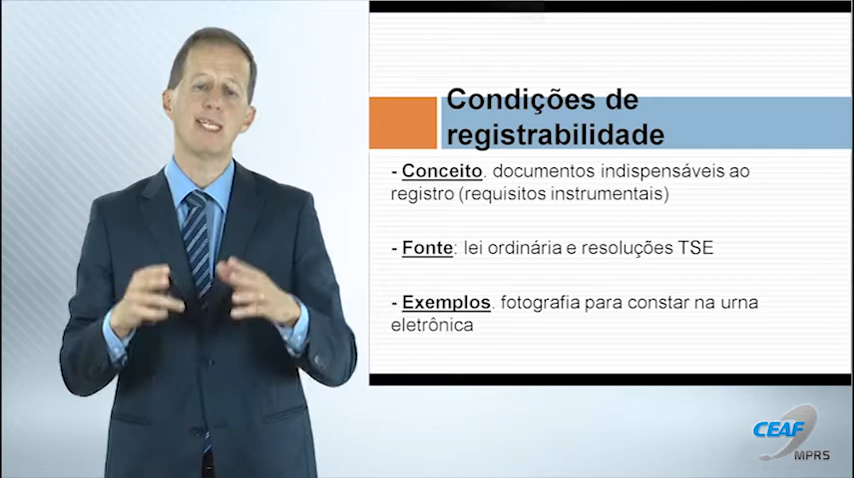 Condições de
registrabilidade
- Conceito. documentos indispensáveis ao
registro (requisitos instrumentais)
- Fonte: lei ordinária e resoluções TSE
- Exemplos. fotografia para constar na urna
eletrônica
CEAF
MPRS